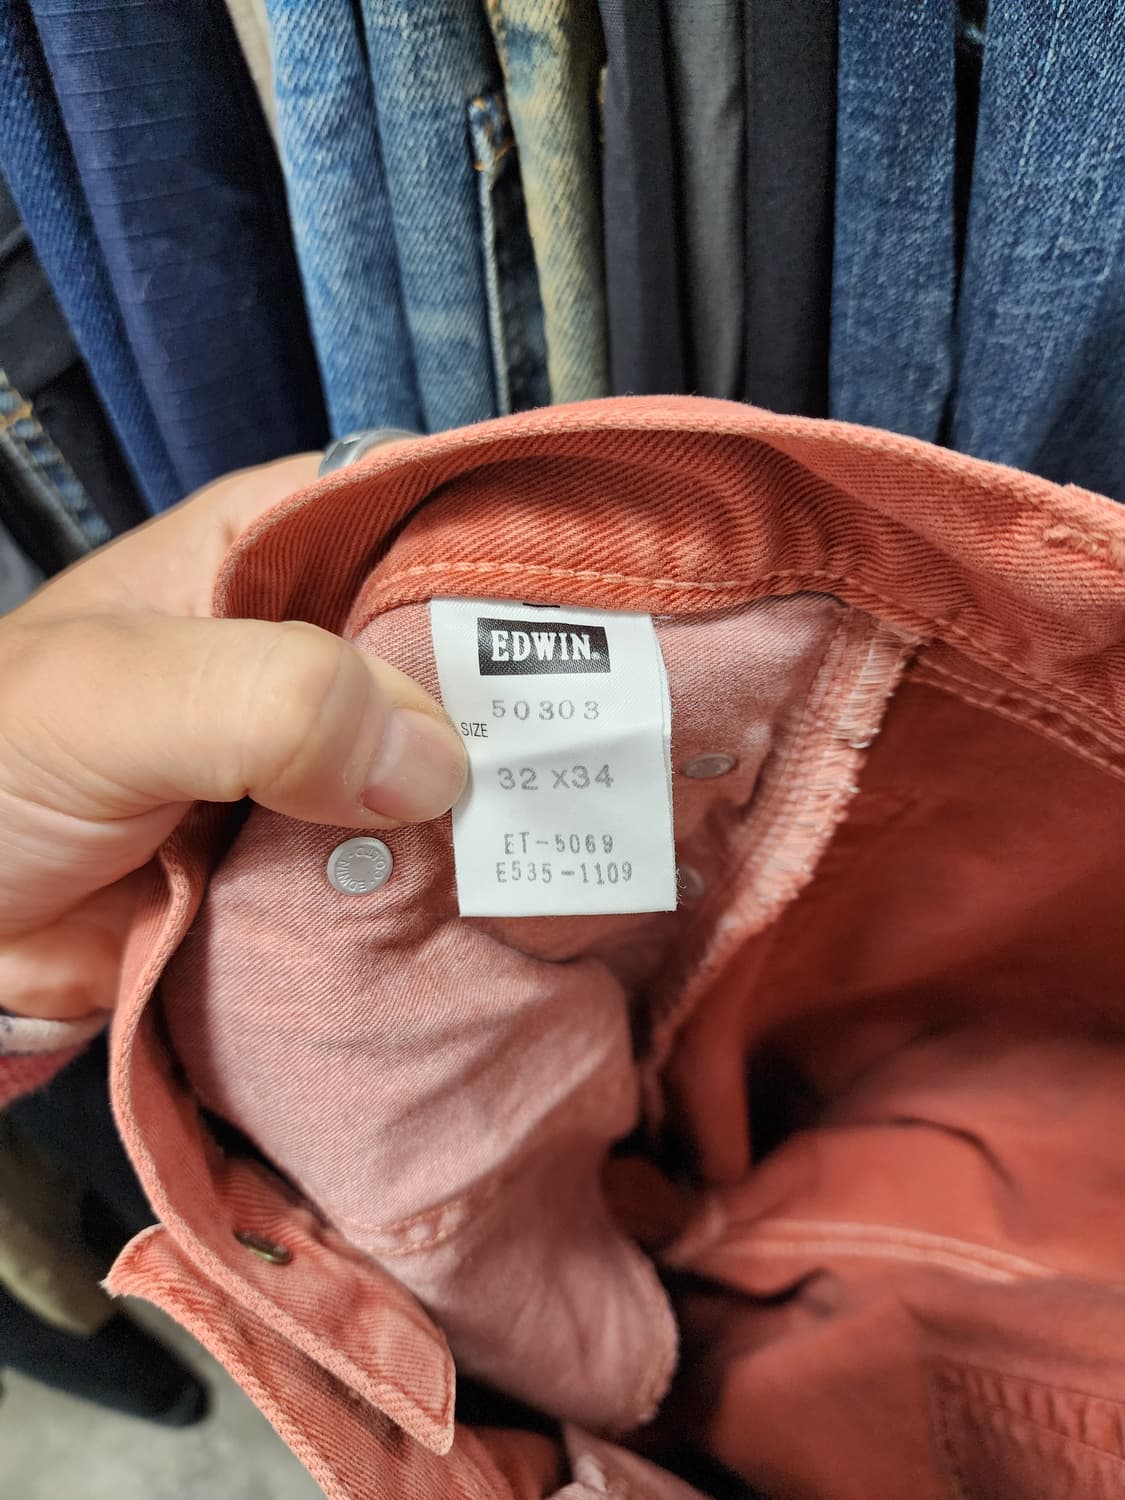 EDWIN.
50303
SIZE
32 x34
ET-5069
E535-1109